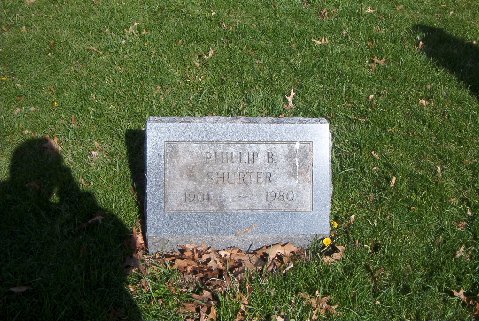 PHILLIP B.
SHURTER
1901 — 1980